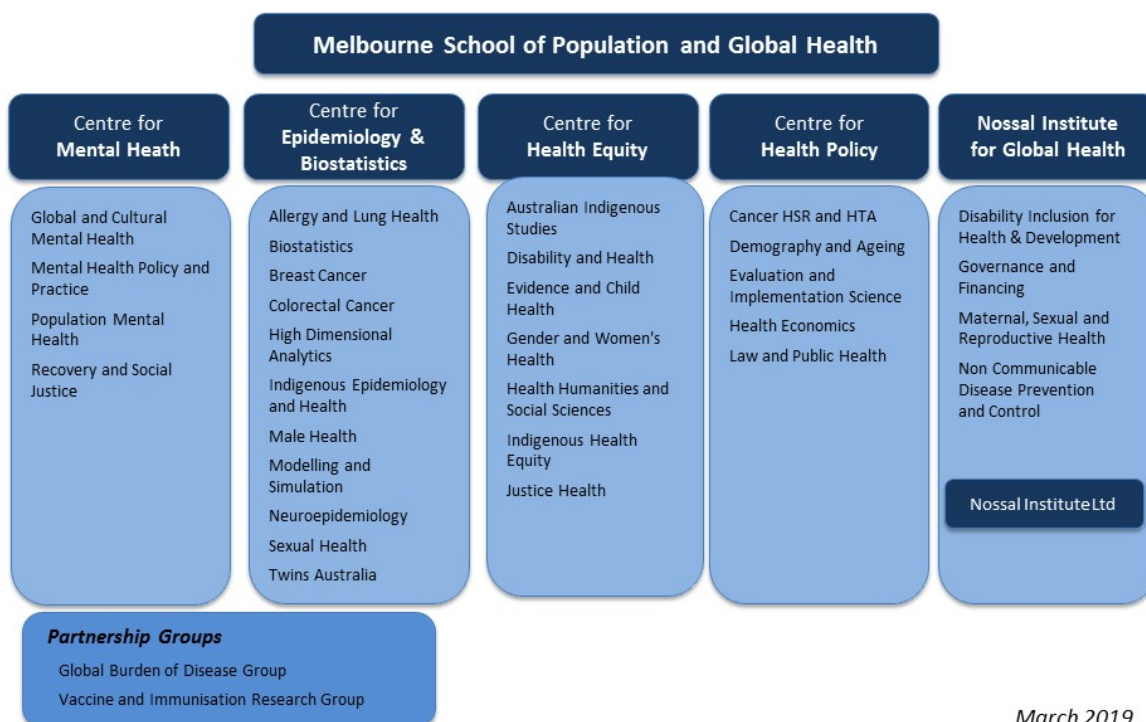 Melbourne School of Population and Global Health
Centre for
Mental Heath
Global and Cultural
Mental Health
Mental Health Policy and
Practice
Population Mental
Health
Recovery and Social
Justice
Centre for
Epidemiology &
Biostatistics
Allergy and Lung Health
Biostatistics
Breast Cancer
Colorectal Cancer
High Dimensional
Analytics
Indigenous Epidemiology
and Health
Male Health
Modelling and
Simulation
Neuroepidemiology
Sexual Health
Twins Australia
Centre for
Health Equity
Australian Indigenous
Studies
Disability and Health
Evidence and Child
Health
Gender and Women's
Health
Health Humanities and
Social Sciences
Indigenous Health
Equity
Justice Health
Centre for
Health Policy
Cancer HSR and HTA
Demography and Ageing
Evaluation and
Implementation Science
Health Economics
Law and Public Health
Nossal Institute
for Global Health
Disability Inclusion for
Health & Development
Governance and
Financing
Maternal, Sexual and
Reproductive Health
Non Communicable
Disease Prevention
and Control
Nossal Institute Ltd
Partnership Groups
Global Burden of Disease Group
Vaccine and Immunisation Research Group
March 2019